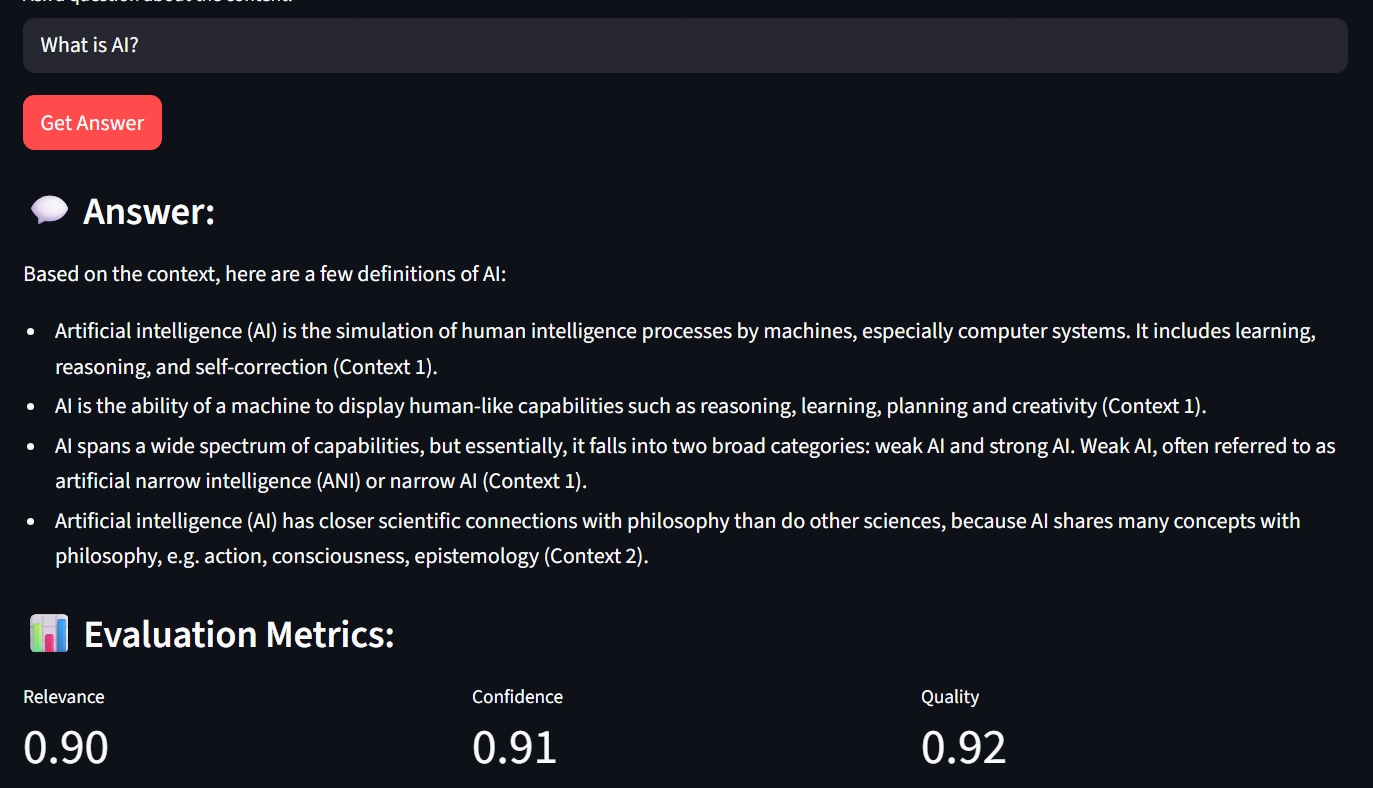 Ask a question about the content:
What is AI?
Get Answer
Answer:
Based on the context, here are a few definitions of AI:
Artificial intelligence (AI) is the simulation of human intelligence processes by machines, especially computer systems. It includes learning,
reasoning, and self-correction (Context 1).
AI is the ability of a machine to display human-like capabilities such as reasoning, learning, planning and creativity (Context 1).
AI spans a wide spectrum of capabilities, but essentially, it falls into two broad categories: weak AI and strong AI. Weak AI, often referred to as
artificial narrow intelligence (ANI) or narrow AI (Context 1).
Artificial intelligence (AI) has closer scientific connections with philosophy than do other sciences, because AI shares many concepts with
philosophy, e.g. action, consciousness, epistemology (Context 2).
Evaluation Metrics:
Relevance
Confidence
Quality
0.90
0.91
0.92